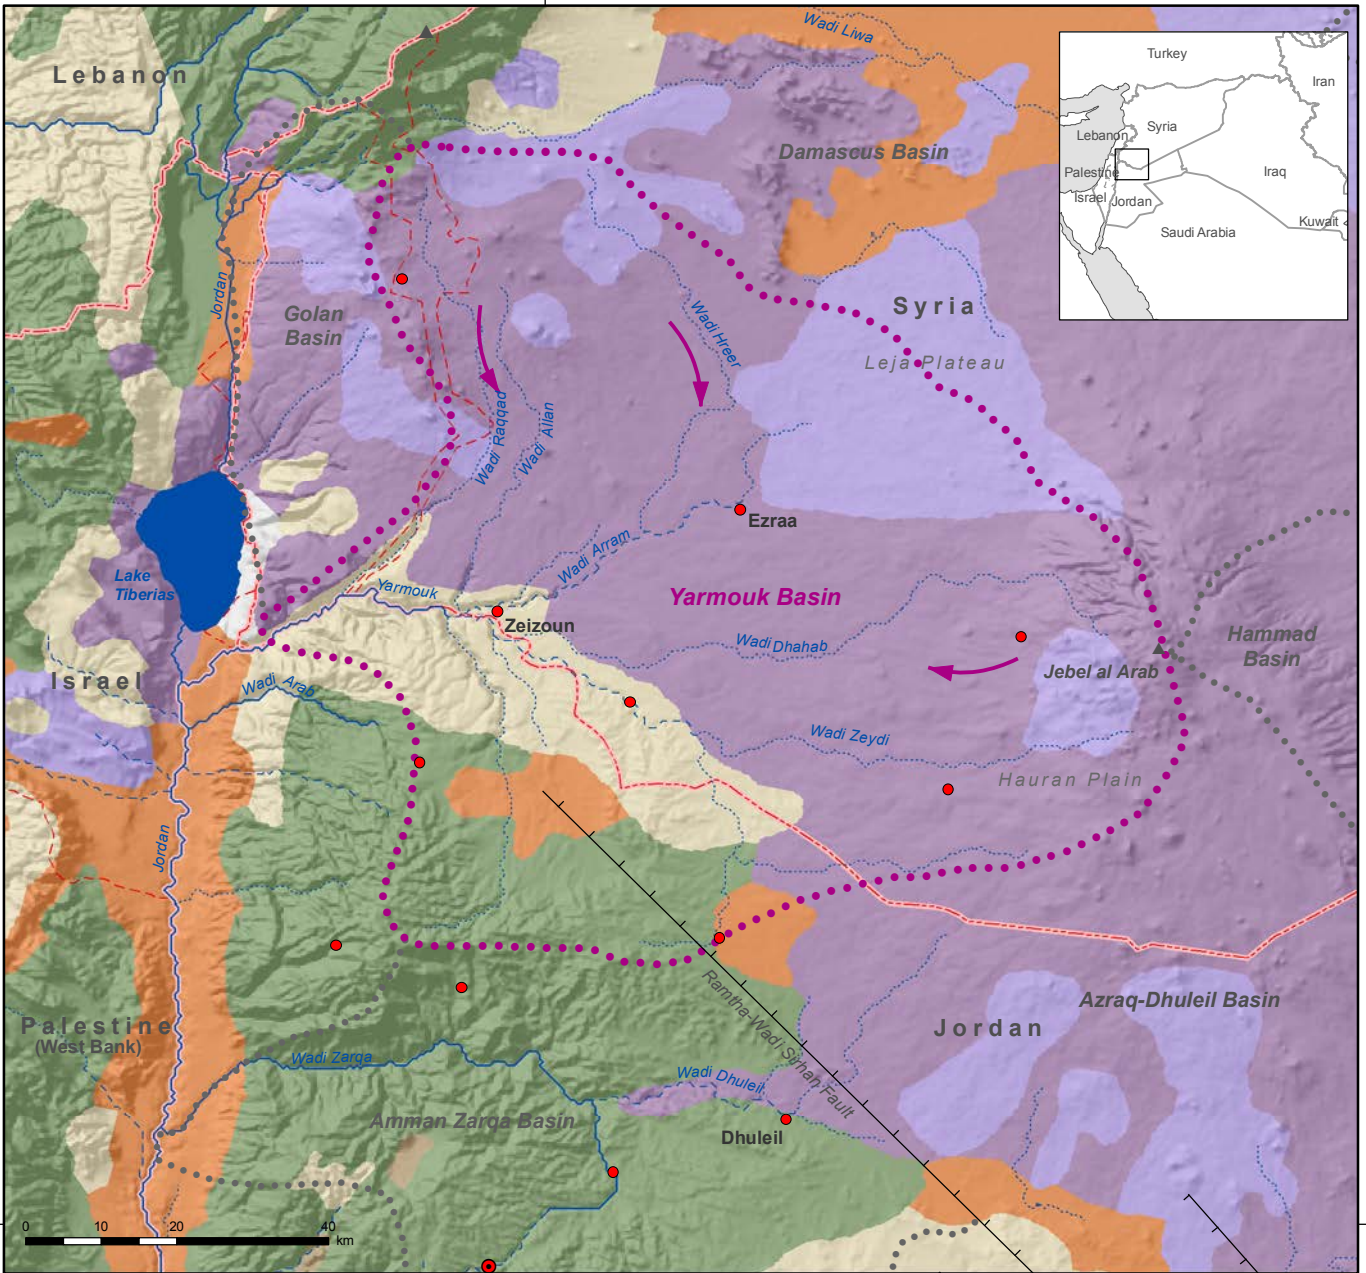 Wadi Liwa
Lebanon
Turkey
Iran
Syria
Lebanon
Iraq
Palestine
Israel
Jordan
Kuwait
Saudi Arabia
Damascus Basin
Jordan
Golan
Basin
Wadi Hreer
Syria
Leja Plateau
Wadi Raqqad
Wadi Allan
Ezraa
Wadi Arram
Lake
Tiberias
Yarmouk
Yarmouk Basin
Zeizoun
Wadi Dhahab
Hammad
Basin
Jebel al Arab
Israel
Wadi Arab
Wadi Zeydi
Hauran Plain
Jordan
Ramtha-Wadi Sirhan Fault
Azraq-Dhuleil Basin
Palestine
(West Bank)
Jordan
Wadi Zarqa
Wadi Dhuleil
Amman Zarqa Basin
Dhuleil
0 10 20 40
km